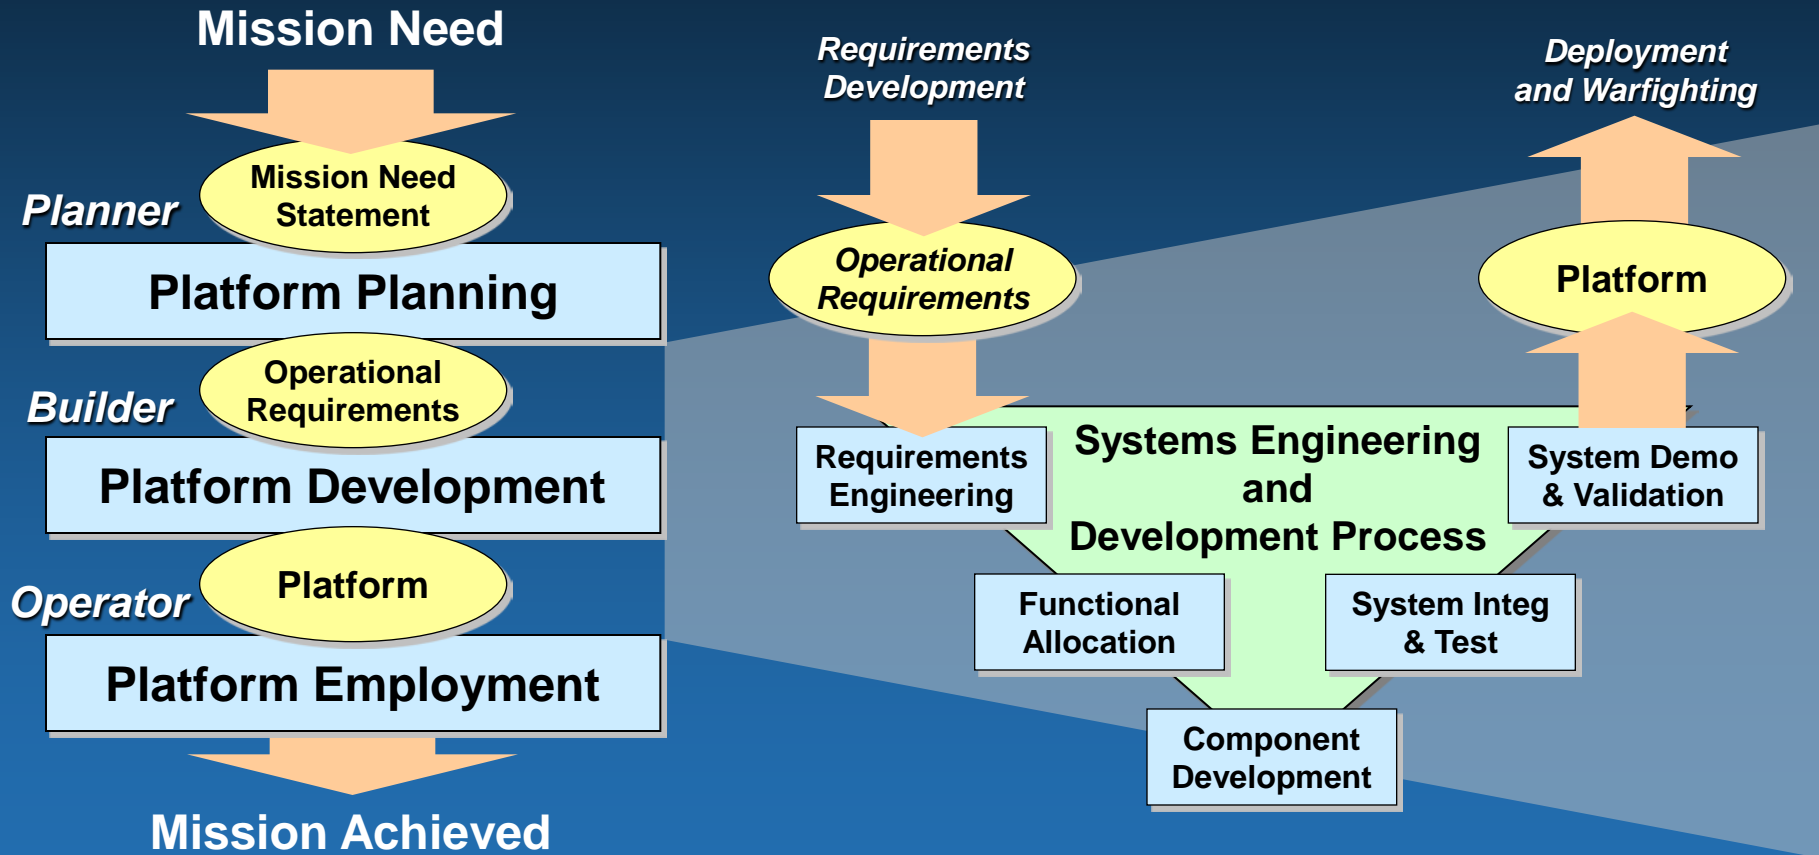 Mission Need
Mission Need
Statement
Planner
Platform Planning
Operational
Requirements
Builder
Platform Development
Platform
Operator
Platform Employment
Mission Achieved
Requirements
Development
Operational
Requirements
Requirements
Engineering
Systems Engineering
and
Development Process
Functional
Allocation
Component
Development
System Integ
& Test
System Demo
& Validation
Platform
Deployment
and Warfighting